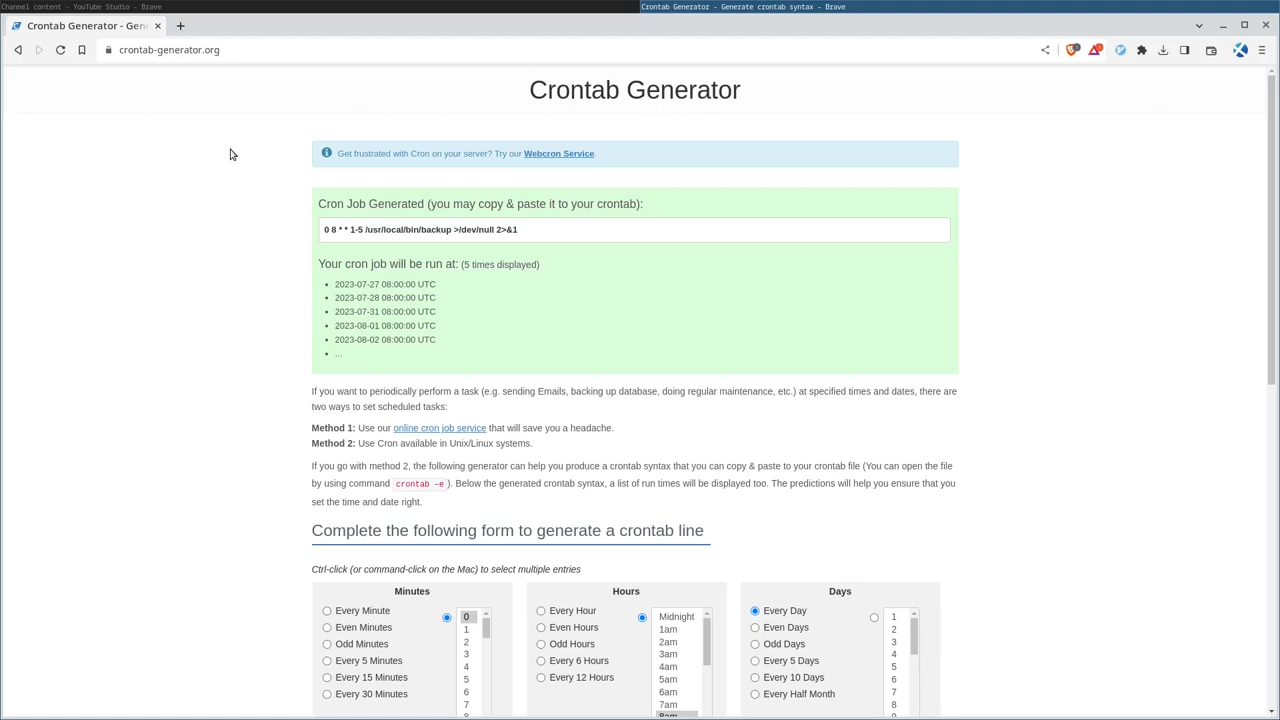 Channel content - YouTube Studio - Brave
Crontab Generator - Generate crontab syntax - Brave
Crontab Generator - Gen
crontab-generator.org
Crontab Generator
Get frustrated with Cron on your server? Try our Webcron Service.
Cron Job Generated (you may copy & paste it to your crontab):
0 8 * * 1-5 /usr/local/bin/backup >/dev/null 2>&1
Your cron job will be run at: (5 times displayed)
• 2023-07-27 08:00:00 UTC
• 2023-07-28 08:00:00 UTC
• 2023-07-31 08:00:00 UTC
• 2023-08-01 08:00:00 UTC
• 2023-08-02 08:00:00 UTC
• ...
If you want to periodically perform a task (e.g. sending Emails, backing up database, doing regular maintenance, etc.) at specified times and dates, there are
two ways to set scheduled tasks:
Method 1: Use our online cron job service that will save you a headache.
Method 2: Use Cron available in Unix/Linux systems.
If you go with method 2, the following generator can help you produce a crontab syntax that you can copy & paste to your crontab file (You can open the file
by using command crontab -e). Below the generated crontab syntax, a list of run times will be displayed too. The predictions will help you ensure that you
set the time and date right.
Complete the following form to generate a crontab line
Ctrl-click (or command-click on the Mac) to select multiple entries
Minutes
Every Minute
Even Minutes
Odd Minutes
Every 5 Minutes
Every 15 Minutes
Every 30 Minutes
0
1
2
3
4
5
6
7
8
Hours
Every Hour
Even Hours
Odd Hours
Every 6 Hours
Every 12 Hours
Midnight
1am
2am
3am
4am
5am
6am
7am
8am
Days
Every Day
Even Days
Odd Days
Every 5 Days
Every 10 Days
Every Half Month
1
2
3
4
5
6
7
8
9